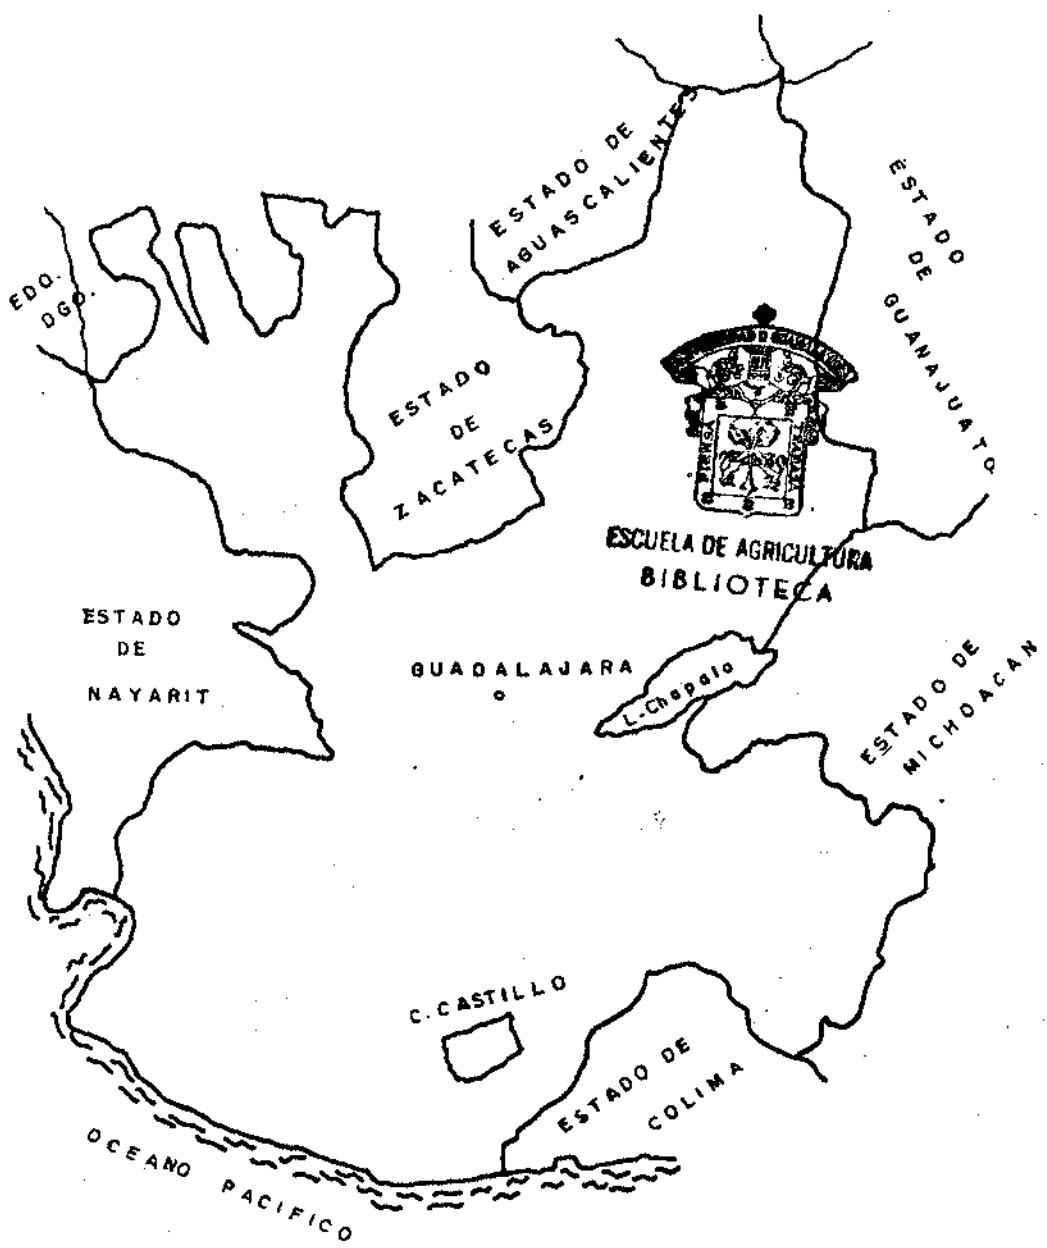 ESTADO DE
AGUASCALIENTES
ESTADO
DE
GUANAJUATO
EDO.
DGO.
ESTADO
DE
ZACATECAS
PIENSA
ESCUELA DE AGRICULTURA
BIBLIOTECA
ESTADO
DE
NAYARIT
GUADALAJARA
L. Chapala
ESTADO DE
MICHOACAN
C. CASTILLO
ESTADO DE
COLIMA
OCEANO PACIFICO